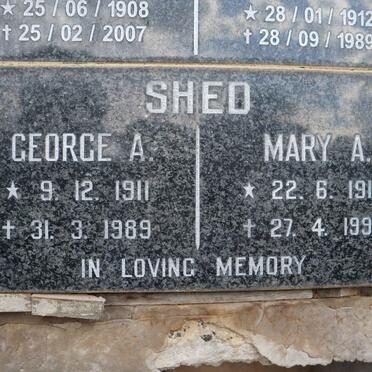 ★ 25 / 06 / 1908
✝ 25 / 02 / 2007
★ 28 / 01 / 1912
✝ 28 / 09 / 1989
SHED
GEORGE A.
★ 9. 12. 1911
✝ 31. 3. 1989
MARY A.
★ 22. 6. 191
✝ 27. 4. 199
IN LOVING MEMORY